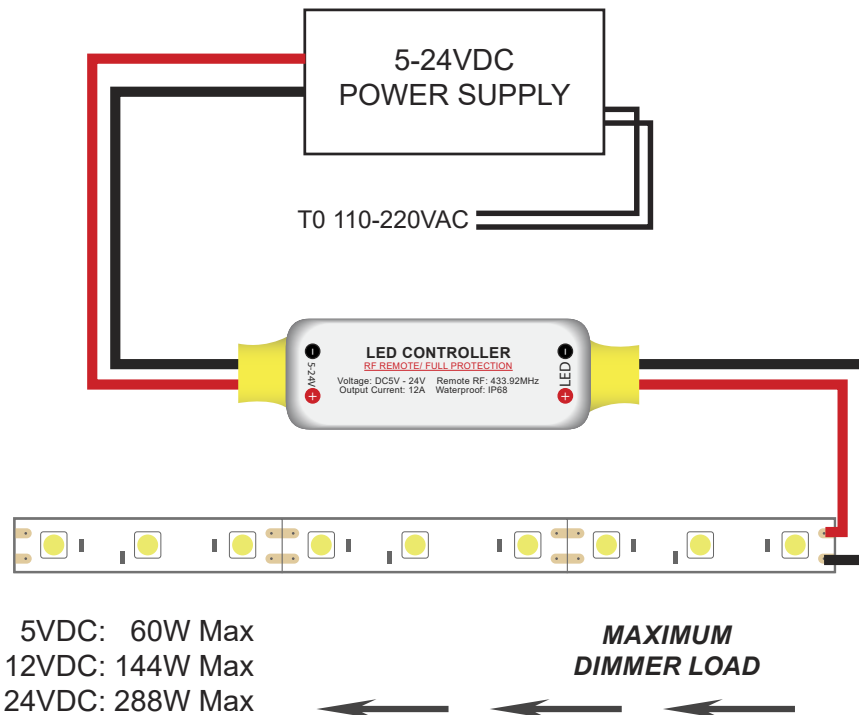 5-24VDC
POWER SUPPLY
T0 110-220VAC
LED CONTROLLER
RF REMOTE/ FULL PROTECTION
Voltage: DC5V - 24V Remote RF: 433.92MHz
Output Current: 12A Waterproof: IP68
5-24V
LED
5VDC: 60W Max
12VDC: 144W Max
24VDC: 288W Max
MAXIMUM
DIMMER LOAD